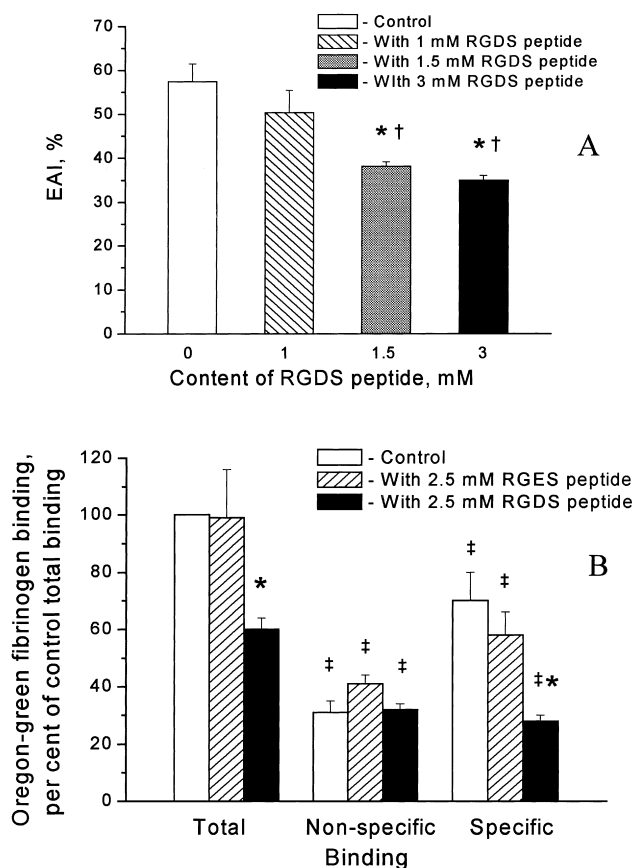 - Control
- With 1 mM RGDS peptide
- With 1.5 mM RGDS peptide
- WIth 3 mM RGDS peptide
A
* †
* †
EAI, %
70
60
50
40
30
20
10
0
0 1 1.5 3
Content of RGDS peptide, mM
- Control
- With 2.5 mM RGES peptide
- With 2.5 mM RGDS peptide
B
Oregon-green fibrinogen binding,
per cent of control total binding
120
100
80
60
40
20
0
*
‡ ‡ ‡
‡ ‡ ‡*
Total Non-specific Specific
Binding